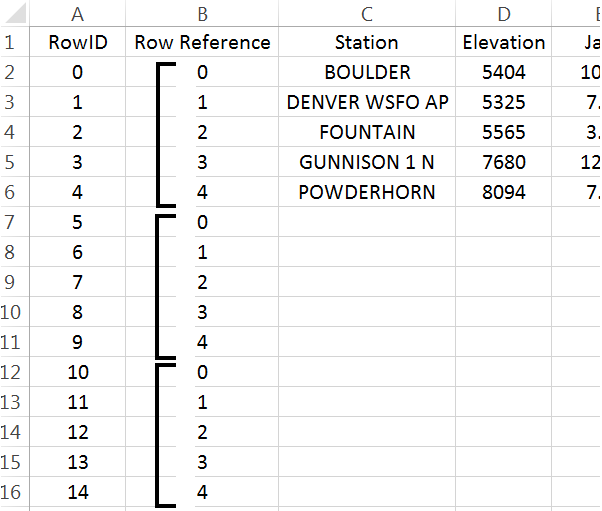 A B C D E
1 RowID Row Reference Station Elevation Ja
2 0 0 BOULDER 5404 10
3 1 1 DENVER WSFO AP 5325 7.
4 2 2 FOUNTAIN 5565 3.
5 3 3 GUNNISON 1 N 7680 12
6 4 4 POWDERHORN 8094 7.
7 5 0
8 6 1
9 7 2
10 8 3
11 9 4
12 10 0
13 11 1
14 12 2
15 13 3
16 14 4